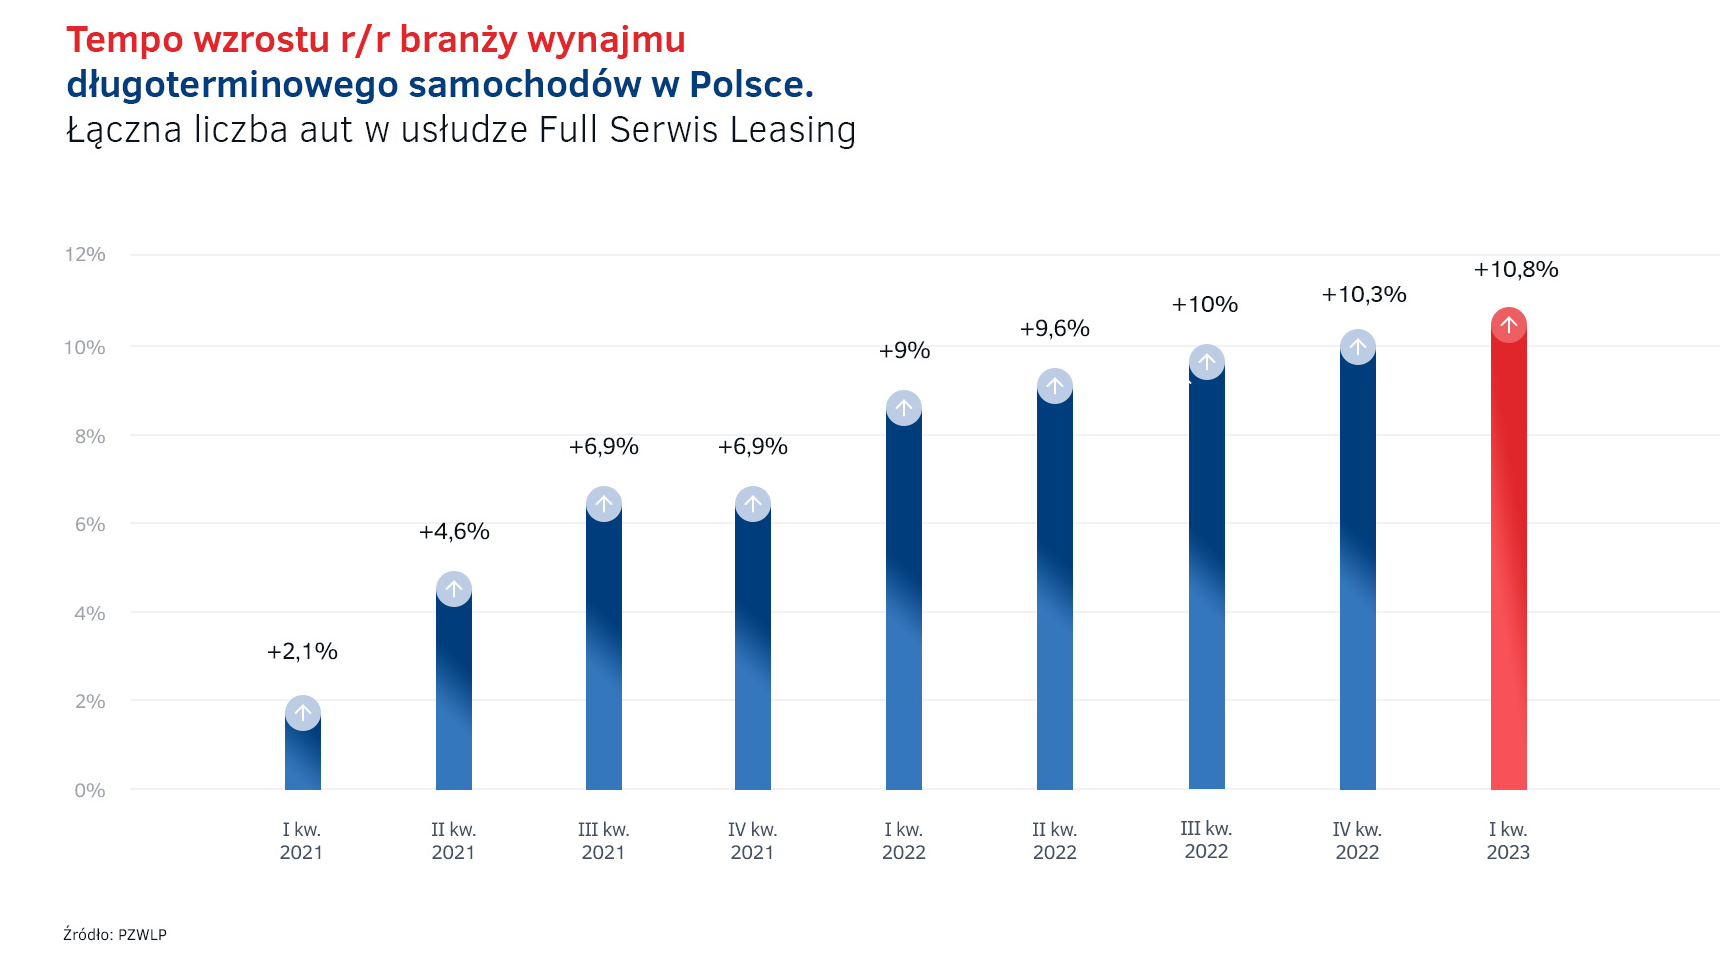 Tempo wzrostu r/r branży wynajmu
długoterminowego samochodów w Polsce.
Łączna liczba aut w usłudze Full Serwis Leasing
12%
10%
8%
6%
4%
2%
0%
+2,1%
+4,6%
+6,9%
+6,9%
+9%
+9,6%
+10%
+10,3%
+10,8%
I kw.
2021
II kw.
2021
III kw.
2021
IV kw.
2021
I kw.
2022
II kw.
2022
III kw.
2022
IV kw.
2022
I kw.
2023
Źródło: PZWLP